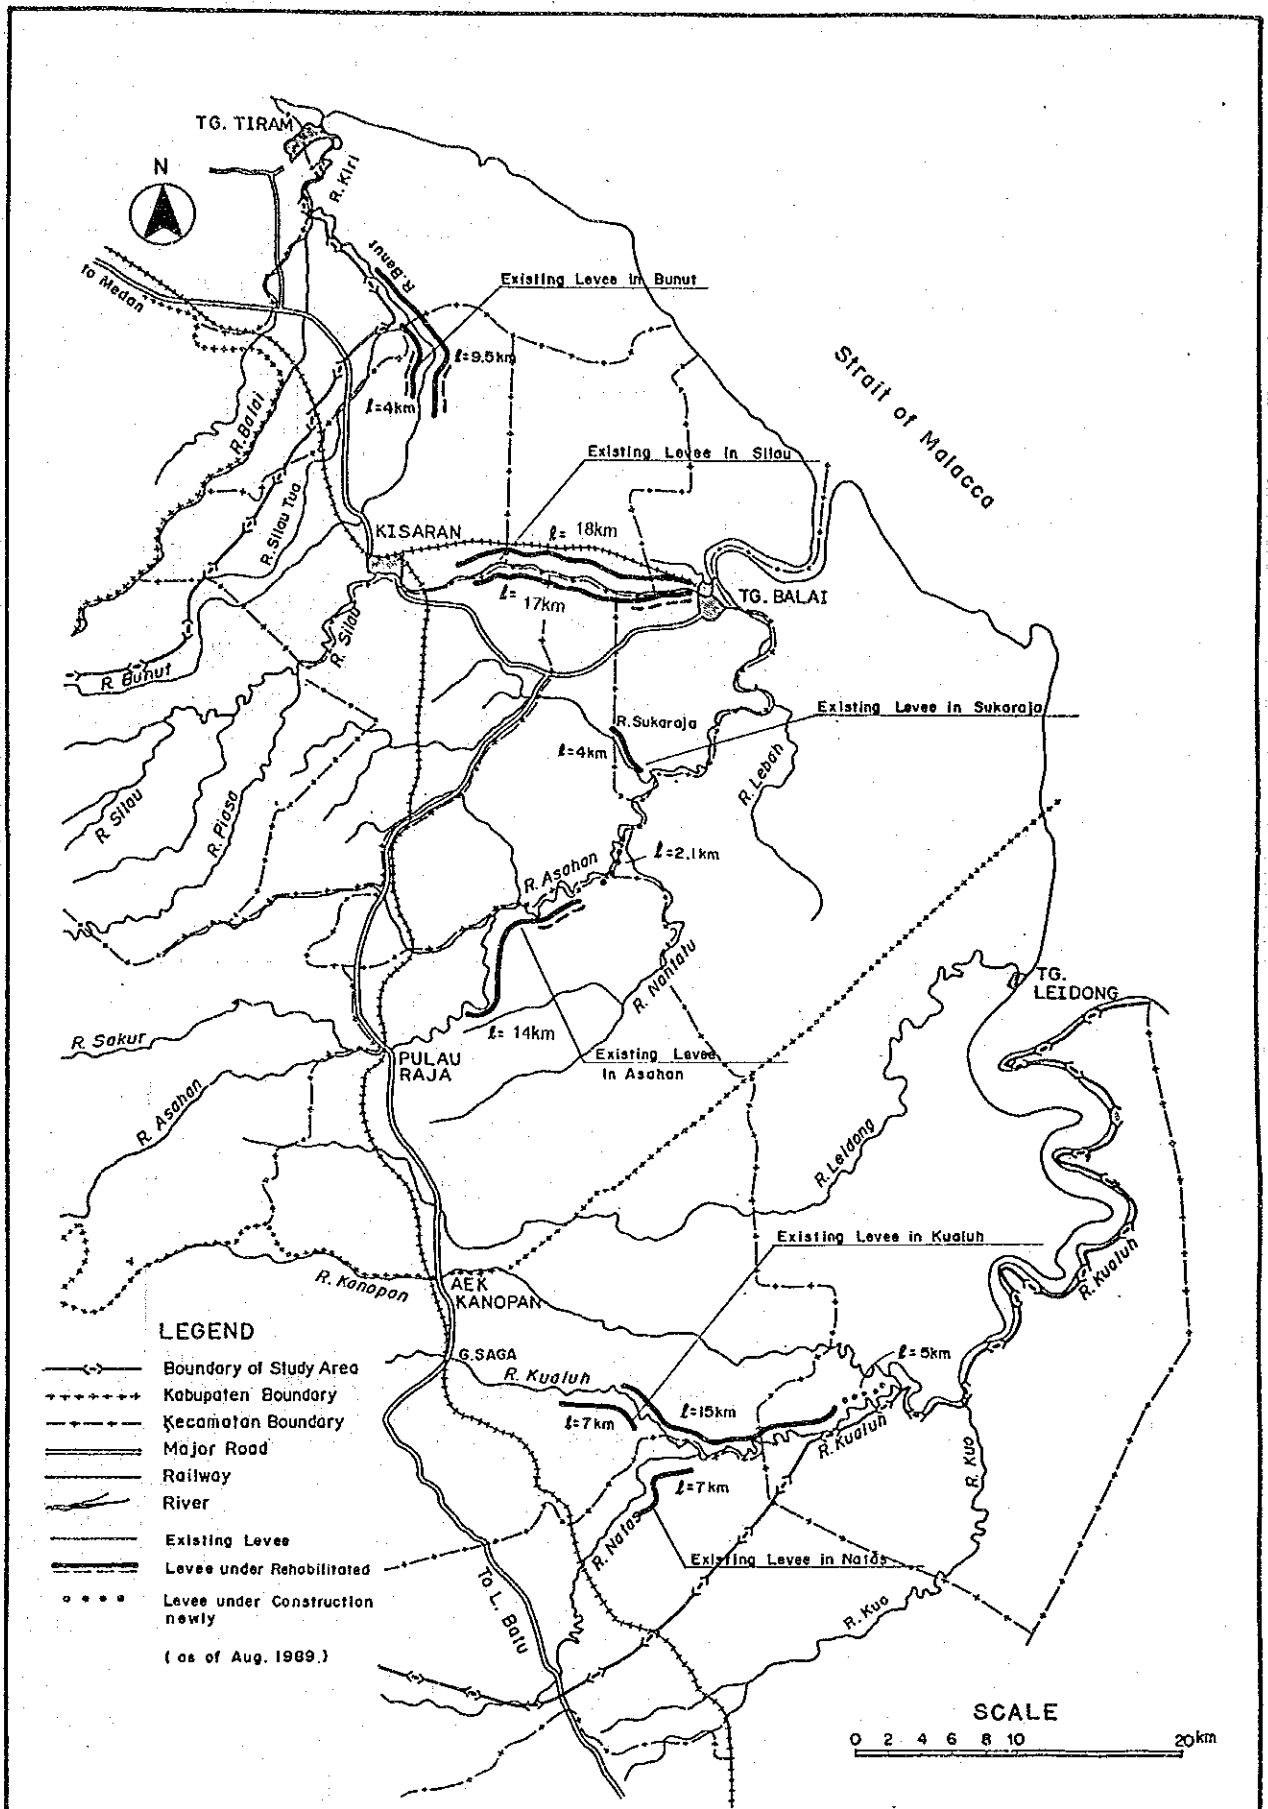 TG. TIRAM
N
R. Kiri
to Medan
R. Banut
Existing Levee in Bunut
l=9.5km
l=4km
Strait of Malacca
R. Balai
Existing Levee in Silau
R. Silau Tua
KISARAN
l= 18km
l= 17km
TG. BALAI
R. Silau
R. Bunut
Existing Levee in Sukaraja
R. Sukaraja
l=4km
R. Lebah
R. Silau
R. Piasa
l=2.1km
R. Asahan
R. Nantalu
TG.
LEIDONG
R. Sakur
l= 14km
PULAU
RAJA
Existing Levee
in Asahan
R. Asahan
R. Leidong
Existing Levee in Kualuh
R. Kualuh
R. Kanopan
AEK
KANOPAN
G. SAGA
R. Kualuh
l=5km
l=15km
l=7km
R. Kualuh
R. Kuo
l=7km
R. Natas
Existing Levee in Natas
To L. Batu
R. Kuo
LEGEND
Boundary of Study Area
Kabupaten Boundary
Kecamatan Boundary
Major Road
Railway
River
Existing Levee
Levee under Rehabilitated
Levee under Construction
newly
( as of Aug. 1989.)
SCALE
0 2 4 6 8 10 20km